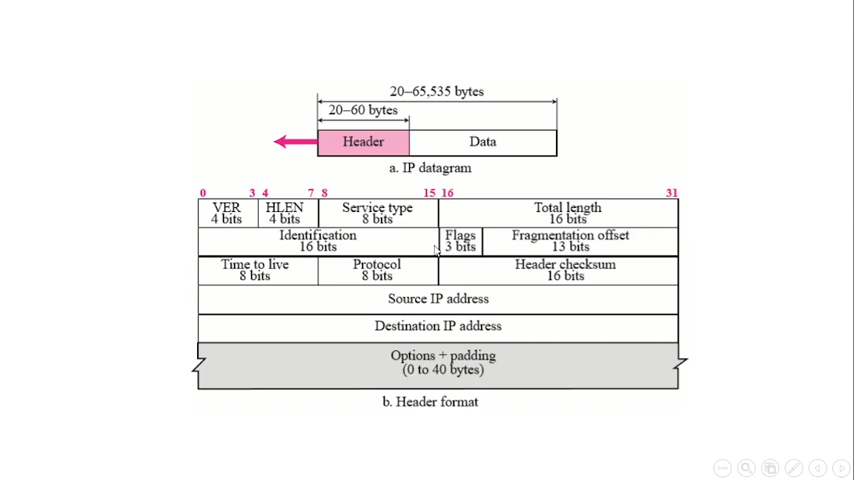 20–65,535 bytes
20–60 bytes
Header Data
a. IP datagram
0 3 4 7 8 15 16 31
VER HLEN Service type Total length
4 bits 4 bits 8 bits 16 bits
Identification Flags Fragmentation offset
16 bits 3 bits 13 bits
Time to live Protocol Header checksum
8 bits 8 bits 16 bits
Source IP address
Destination IP address
Options + padding
(0 to 40 bytes)
b. Header format